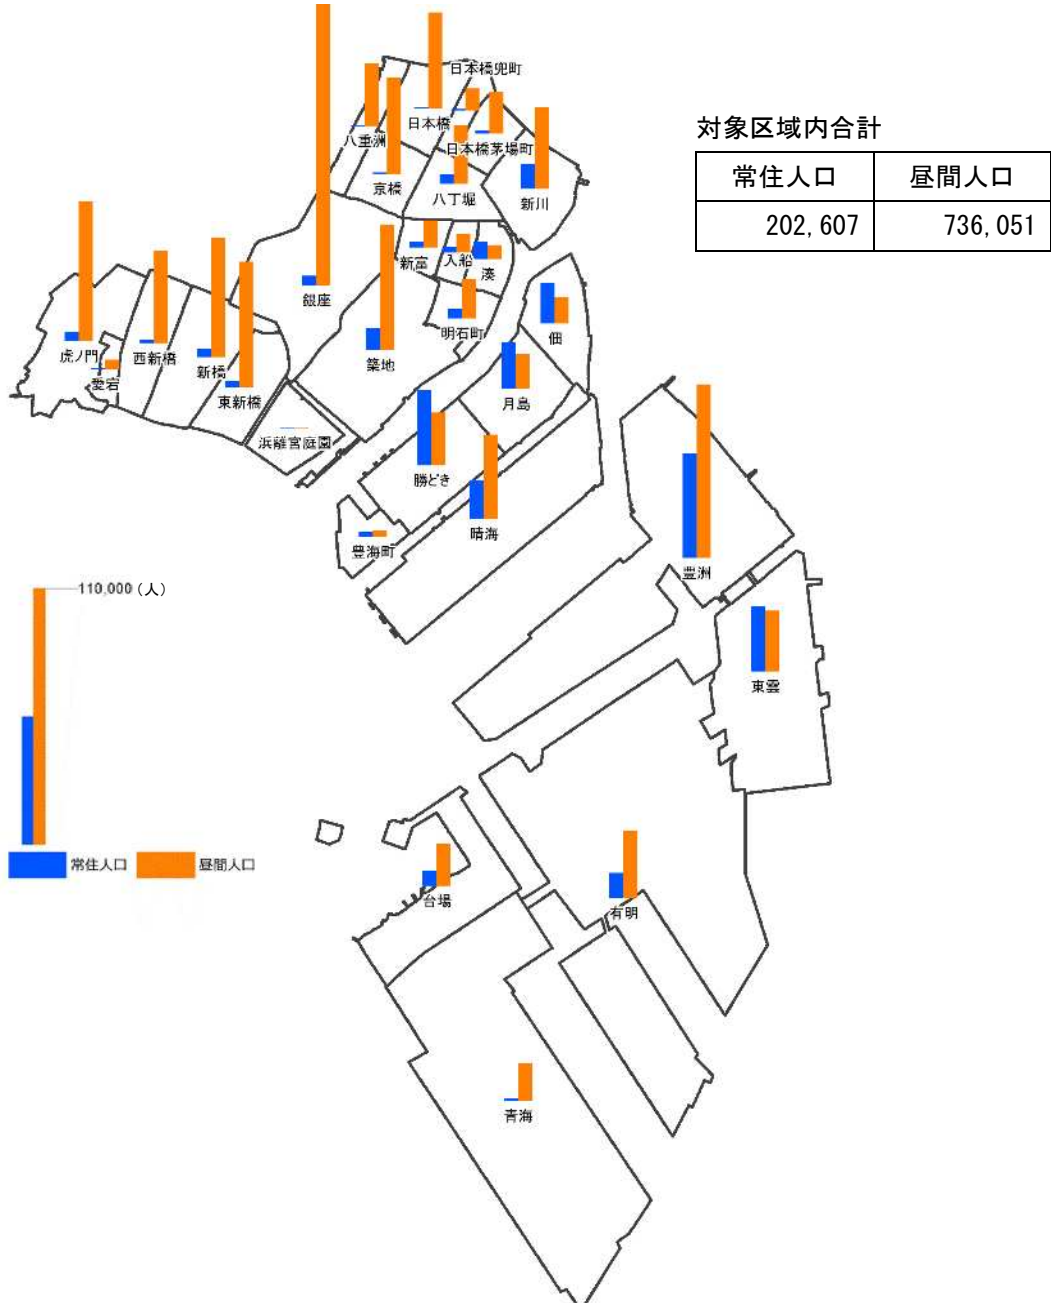 日本橋兜町
八重洲
日本橋
日本橋茅場町
京橋
八丁堀
新川
対象区域内合計
常住人口 昼間人口
202,607 736,051
新富
入船
湊
銀座
明石町
佃
虎ノ門
愛宕
西新橋
新橋
東新橋
築地
月島
浜離宮庭園
勝どき
晴海
豊海町
豊洲
110,000(人)
東雲
常住人口 昼間人口
台場
有明
青海